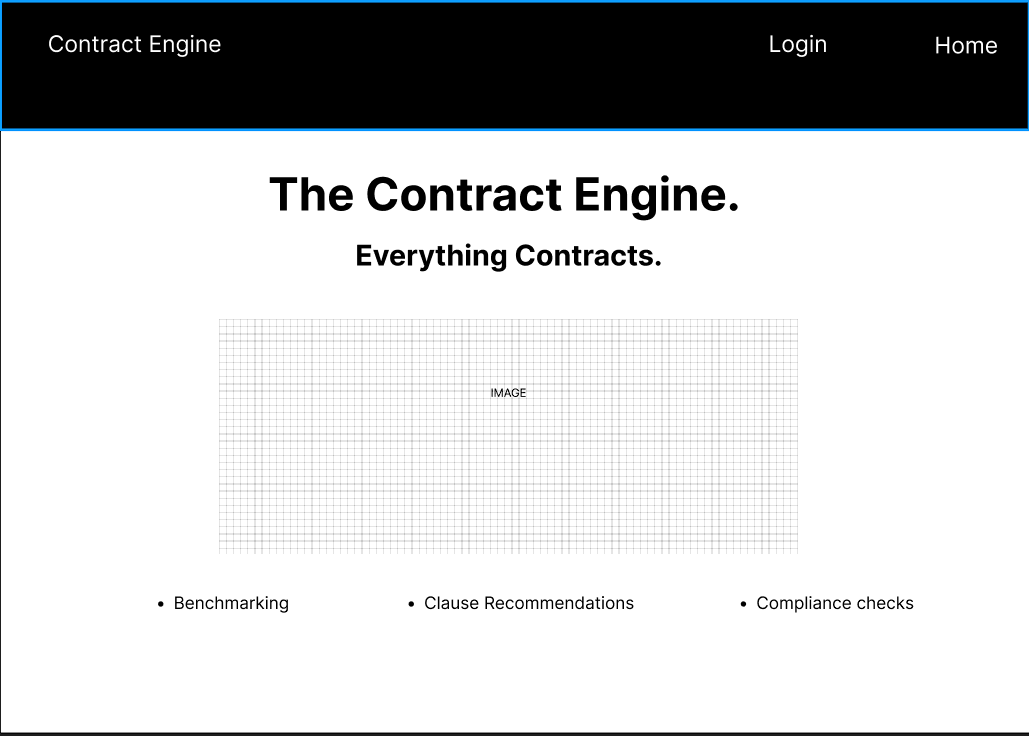 Contract Engine
Login
Home
The Contract Engine.
Everything Contracts.
IMAGE
• Benchmarking
• Clause Recommendations
• Compliance checks